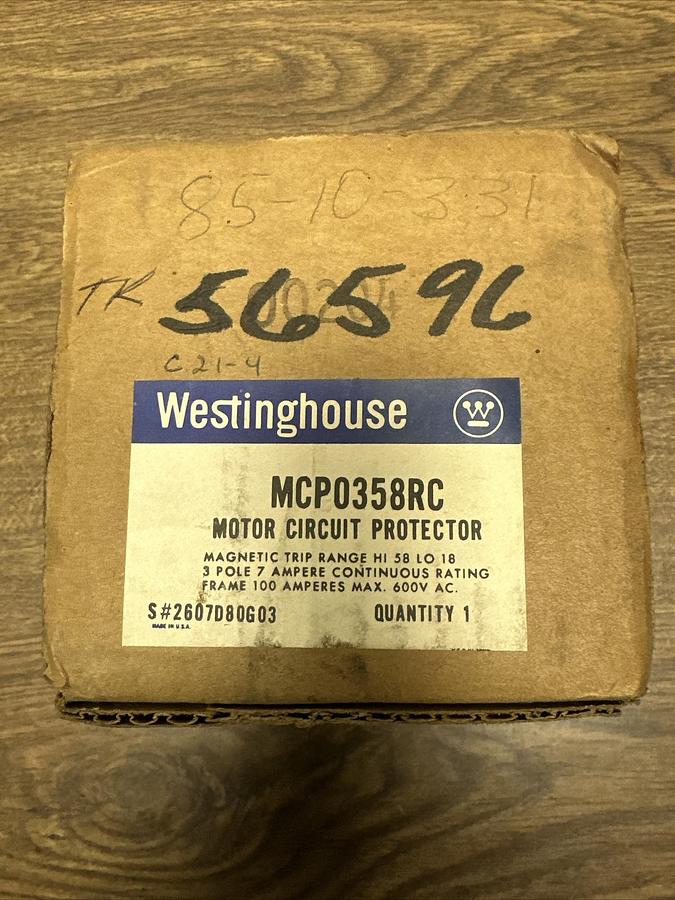 85-10-331
TR 56596
C21-4
Westinghouse W
MCP0358RC
MOTOR CIRCUIT PROTECTOR
MAGNETIC TRIP RANGE HI 58 LO 18
3 POLE 7 AMPERE CONTINUOUS RATING
FRAME 100 AMPERES MAX. 600V AC.
S#2607D80G03 QUANTITY 1
MADE IN U.S.A.